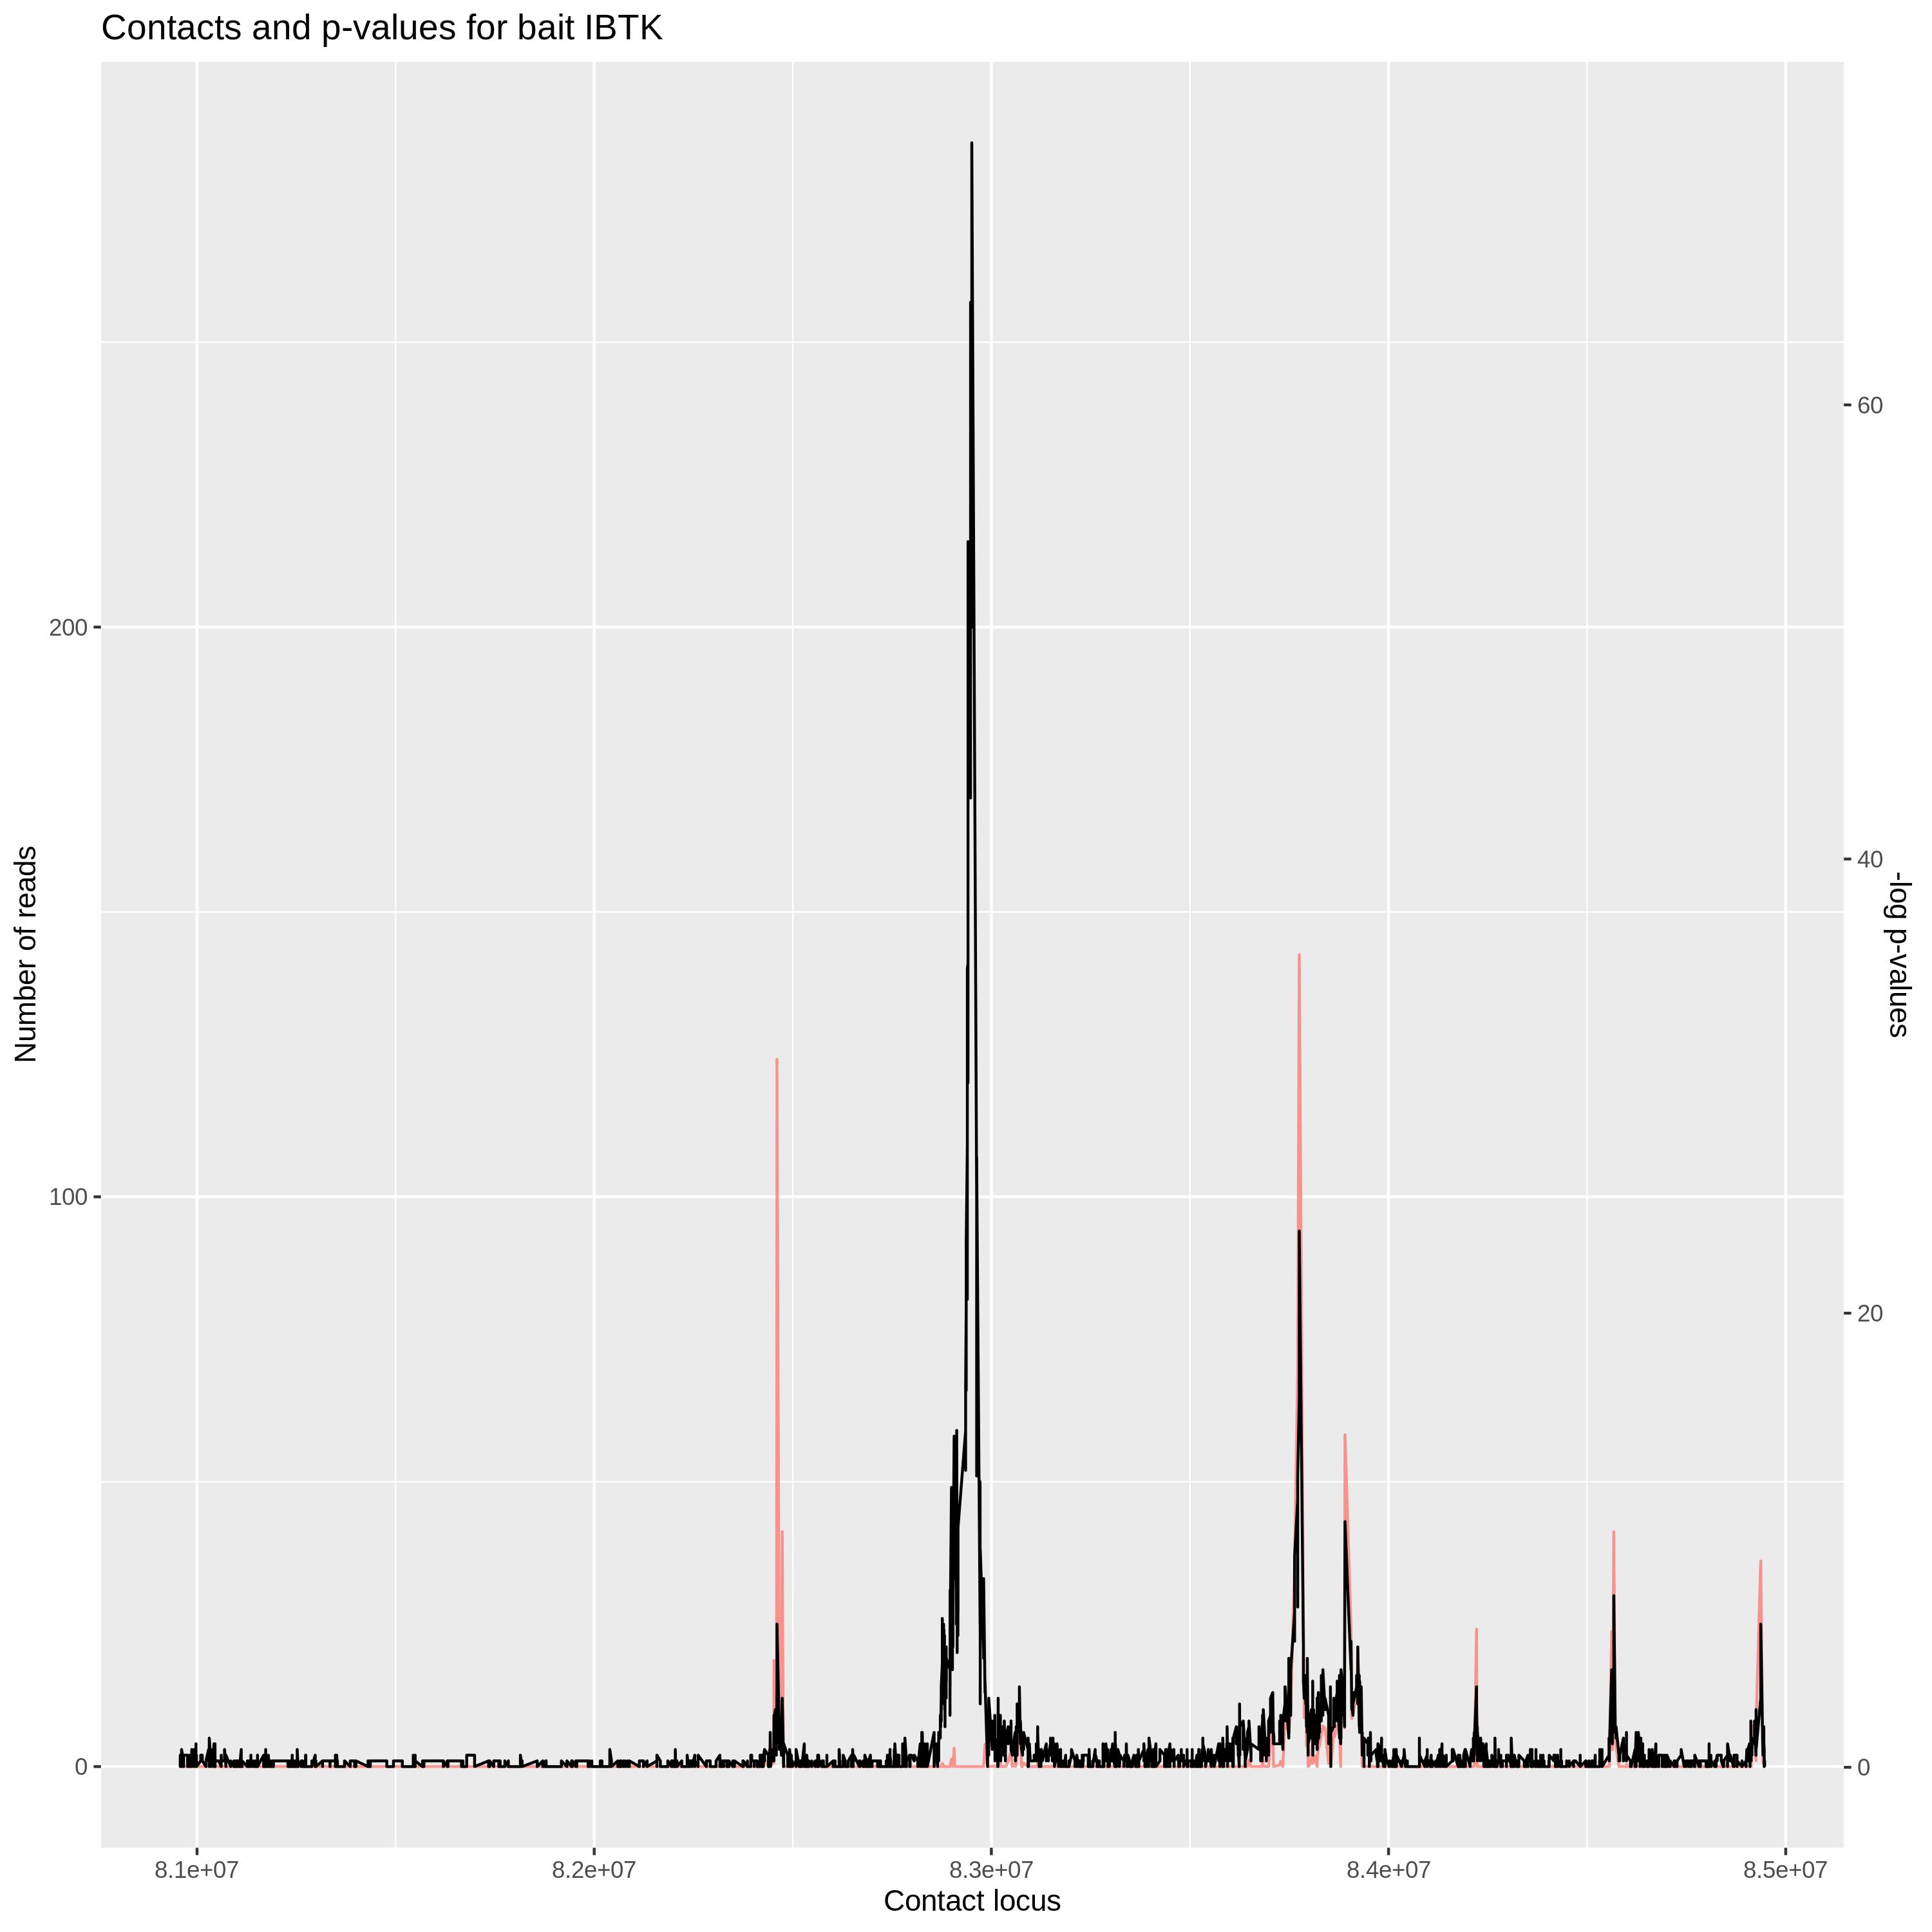 Contacts and p-values for bait IBTK
Number of reads
200
100
0
60
40
20
0
-log p-values
8.1e+07
8.2e+07
8.3e+07
8.4e+07
8.5e+07
Contact locus